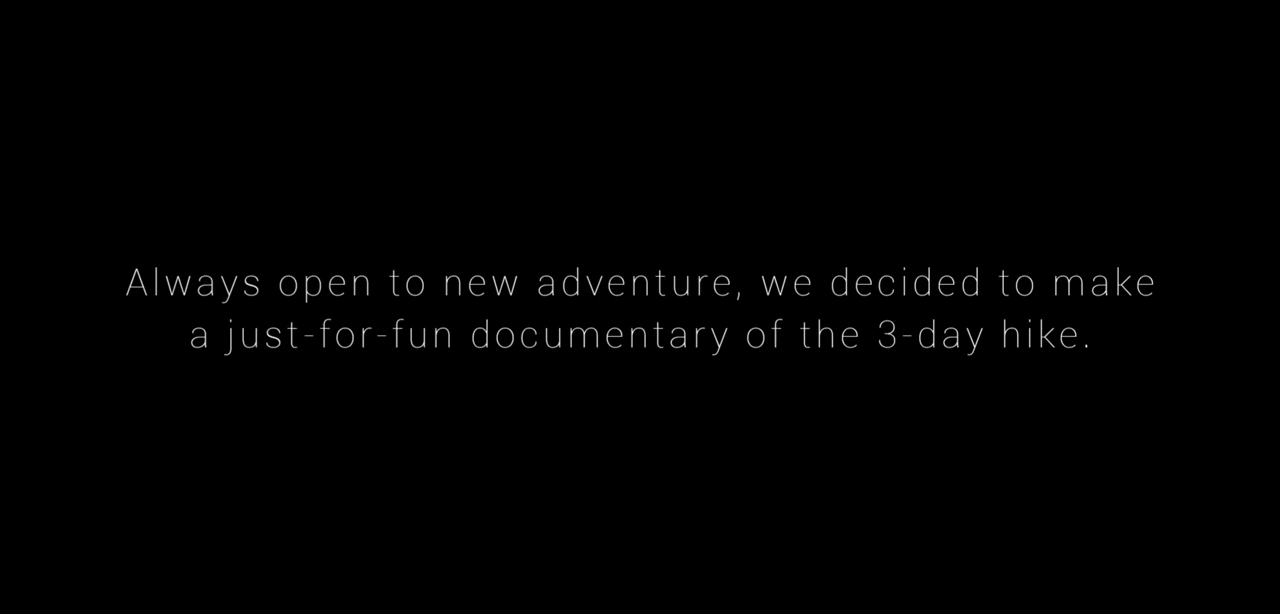 Always open to new adventure, we decided to make
a just-for-fun documentary of the 3-day hike.